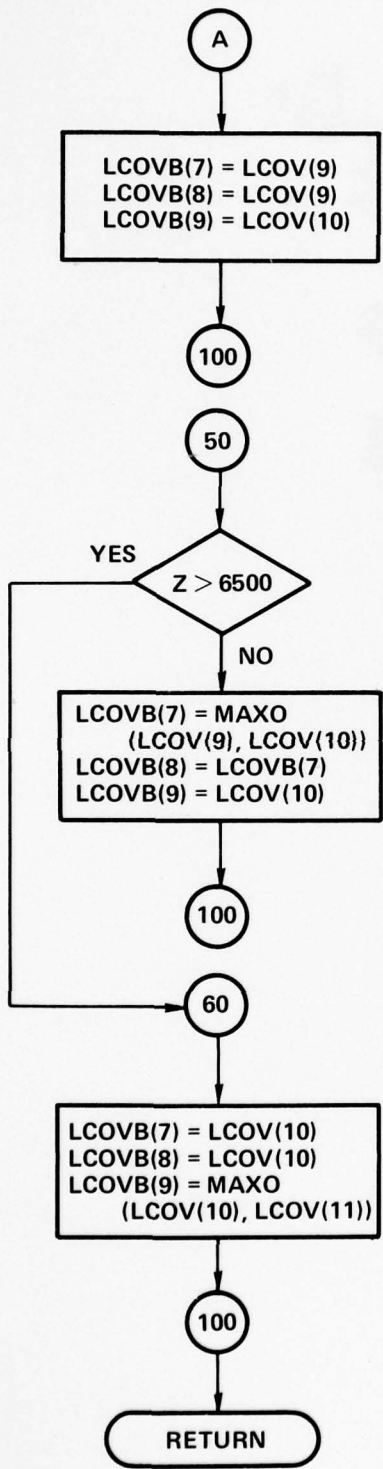 A
LCOVB(7) = LCOV(9)
LCOVB(8) = LCOV(9)
LCOVB(9) = LCOV(10)
100
50
YES
Z > 6500
NO
LCOVB(7) = MAXO
(LCOV(9), LCOV(10))
LCOVB(8) = LCOVB(7)
LCOVB(9) = LCOV(10)
100
60
LCOVB(7) = LCOV(10)
LCOVB(8) = LCOV(10)
LCOVB(9) = MAXO
(LCOV(10), LCOV(11))
100
RETURN